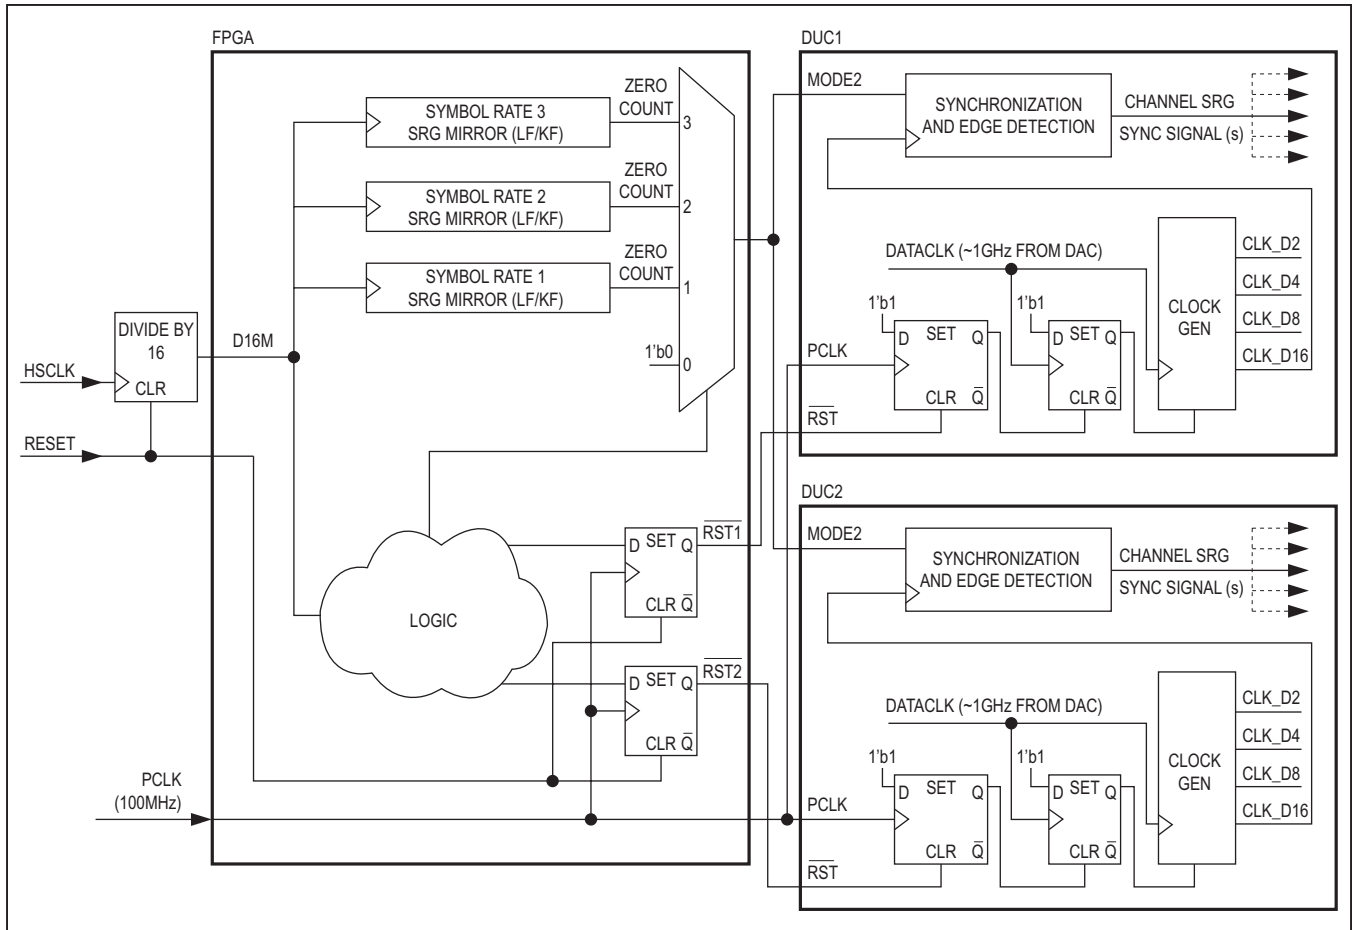 FPGA
SYMBOL RATE 3
SRG MIRROR (LF/KF)
ZERO
COUNT
3
SYMBOL RATE 2
SRG MIRROR (LF/KF)
ZERO
COUNT
2
SYMBOL RATE 1
SRG MIRROR (LF/KF)
ZERO
COUNT
1
1'b0
0
DIVIDE BY
16
CLR
D16M
HSCLK
RESET
LOGIC
D SET Q
CLR Q̅
R̅S̅T̅1̅
D SET Q
CLR Q̅
R̅S̅T̅2̅
PCLK
(100MHz)
DUC1
MODE2
SYNCHRONIZATION
AND EDGE DETECTION
CHANNEL SRG
SYNC SIGNAL (s)
DATACLK (~1GHz FROM DAC)
1'b1
D SET Q
CLR Q̅
1'b1
D SET Q
CLR Q̅
PCLK
R̅S̅T̅
CLOCK
GEN
CLK_D2
CLK_D4
CLK_D8
CLK_D16
DUC2
MODE2
SYNCHRONIZATION
AND EDGE DETECTION
CHANNEL SRG
SYNC SIGNAL (s)
DATACLK (~1GHz FROM DAC)
1'b1
D SET Q
CLR Q̅
1'b1
D SET Q
CLR Q̅
PCLK
R̅S̅T̅
CLOCK
GEN
CLK_D2
CLK_D4
CLK_D8
CLK_D16